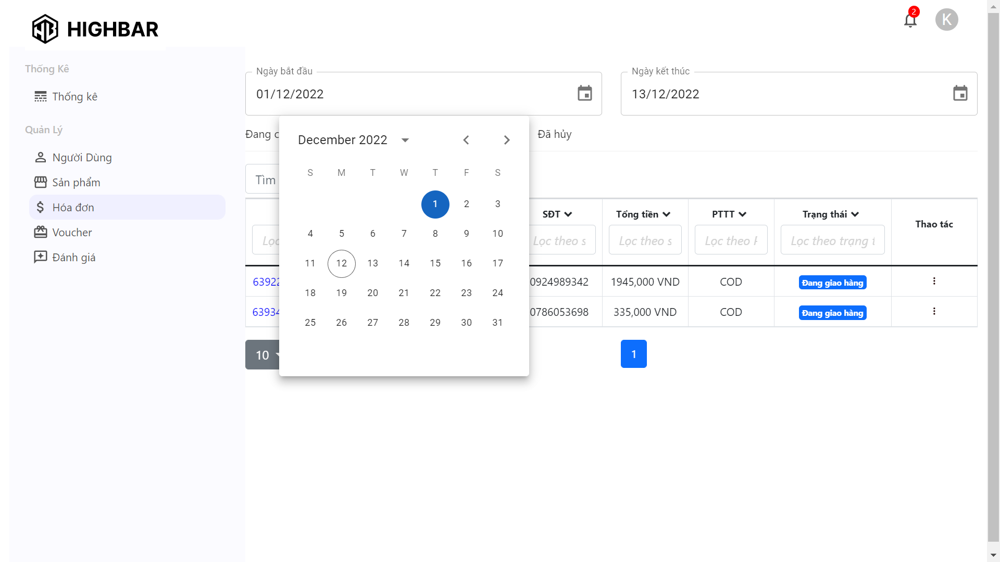 HIGHBAR
2
K
Thống Kê
Thống kê
Quản Lý
Người Dùng
Sản phẩm
Hóa đơn
Voucher
Đánh giá
Ngày bắt đầu
01/12/2022
Ngày kết thúc
13/12/2022
Đang
Đã hủy
Tìm
December 2022
S M T W T F S
1 2 3
4 5 6 7 8 9 10
11 12 13 14 15 16 17
18 19 20 21 22 23 24
25 26 27 28 29 30 31
SĐT Tổng tiền PTTT Trạng thái Thao tác
Lọc Lọc theo s Lọc theo s Lọc theo Lọc theo trạng t
63922 0924989342 1945,000 VND COD Đang giao hàng
6393 0786053698 335,000 VND COD Đang giao hàng
10
1